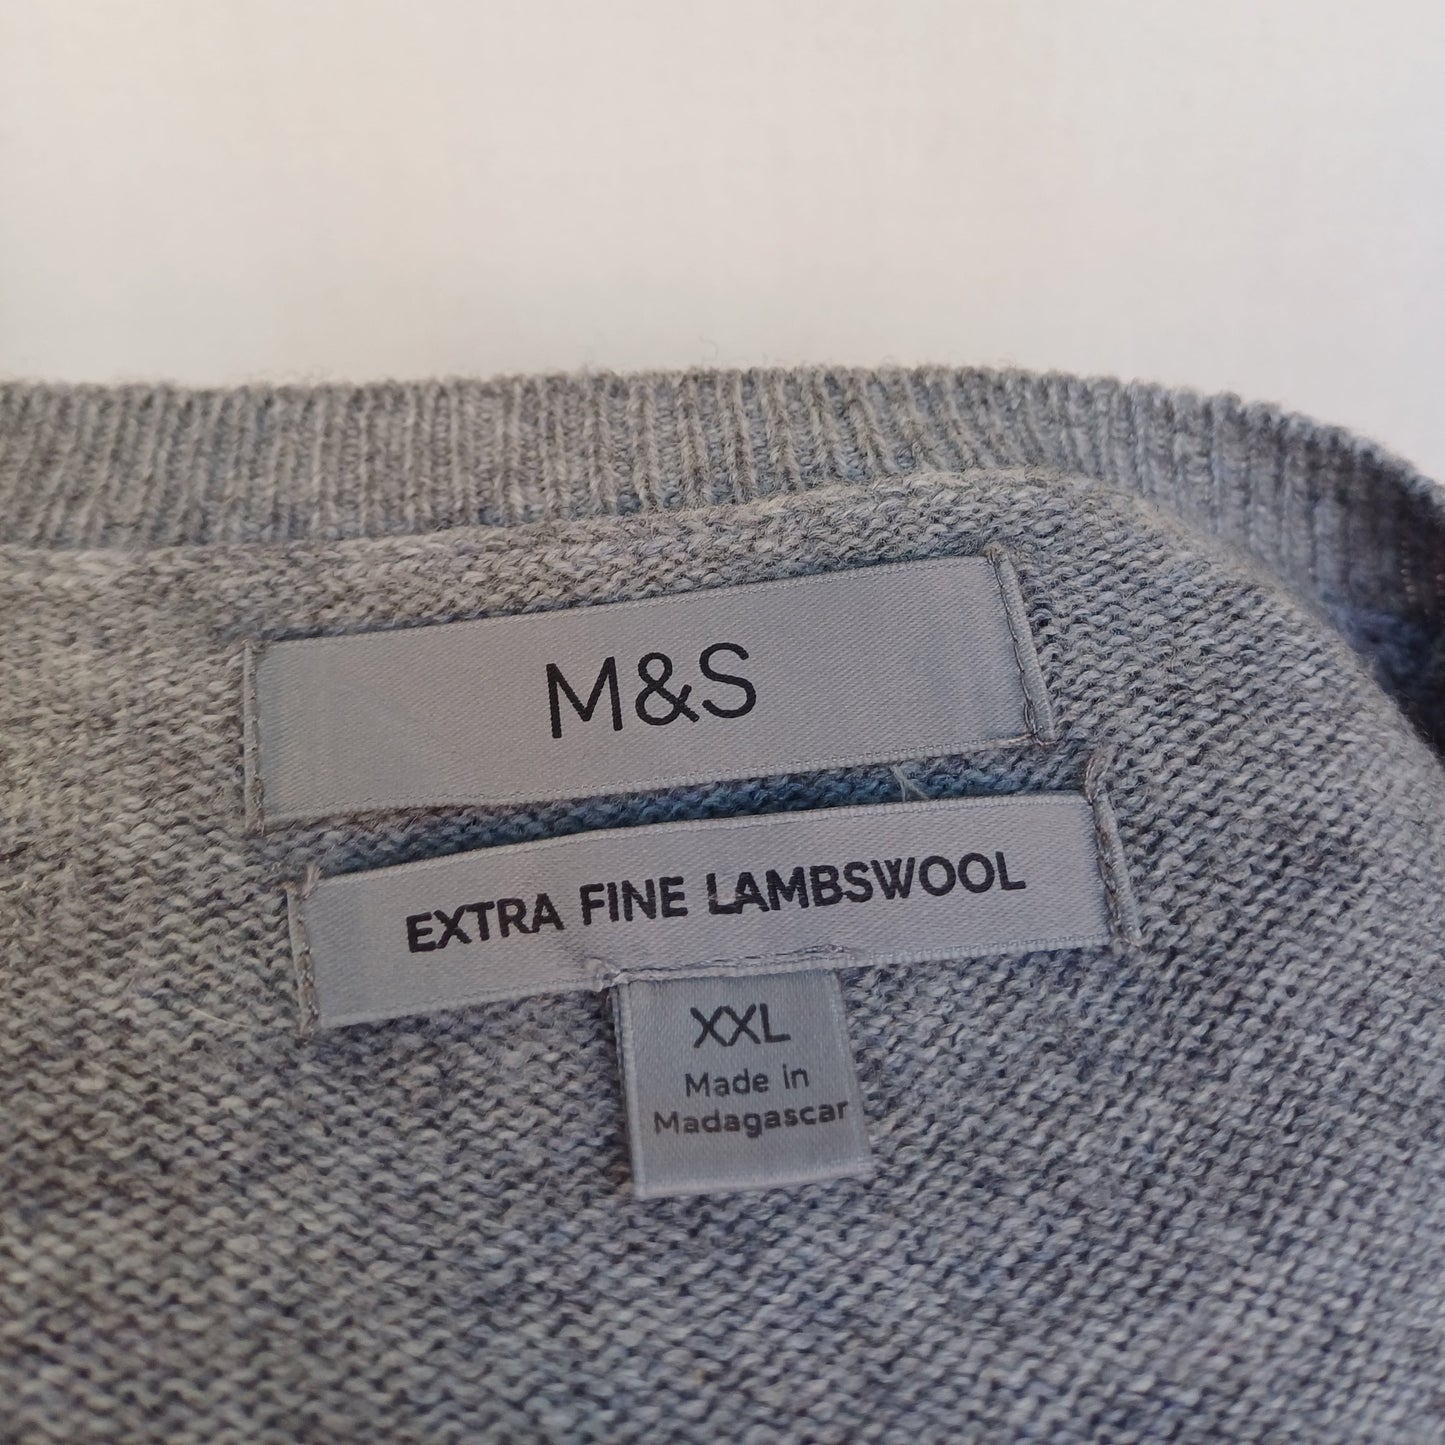 M&S
EXTRA FINE LAMBSWOOL
XXL
Made in
Madagascar